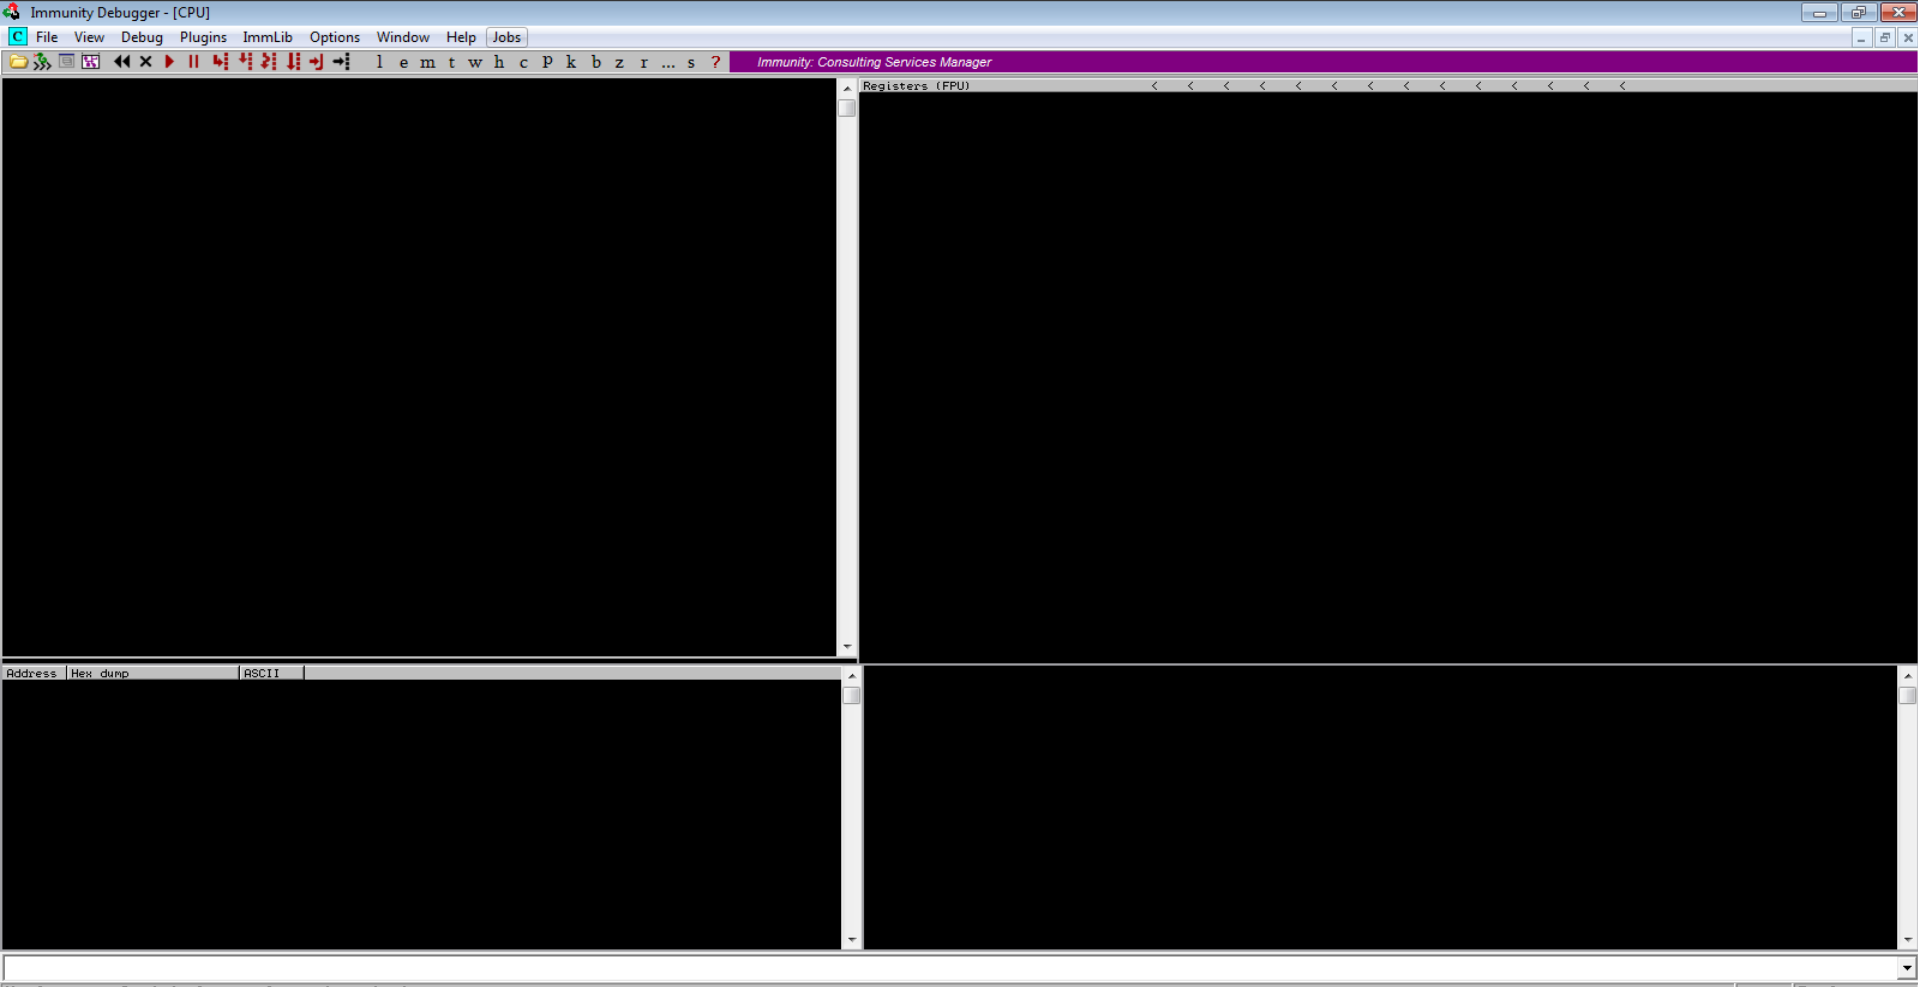 Immunity Debugger - [CPU]
C File View Debug Plugins ImmLib Options Window Help Jobs
l e m t w h c P k b z r ... s ? Immunity: Consulting Services Manager
Registers (FPU) < < < < < < < < < < < < < <
Address Hex dump ASCII